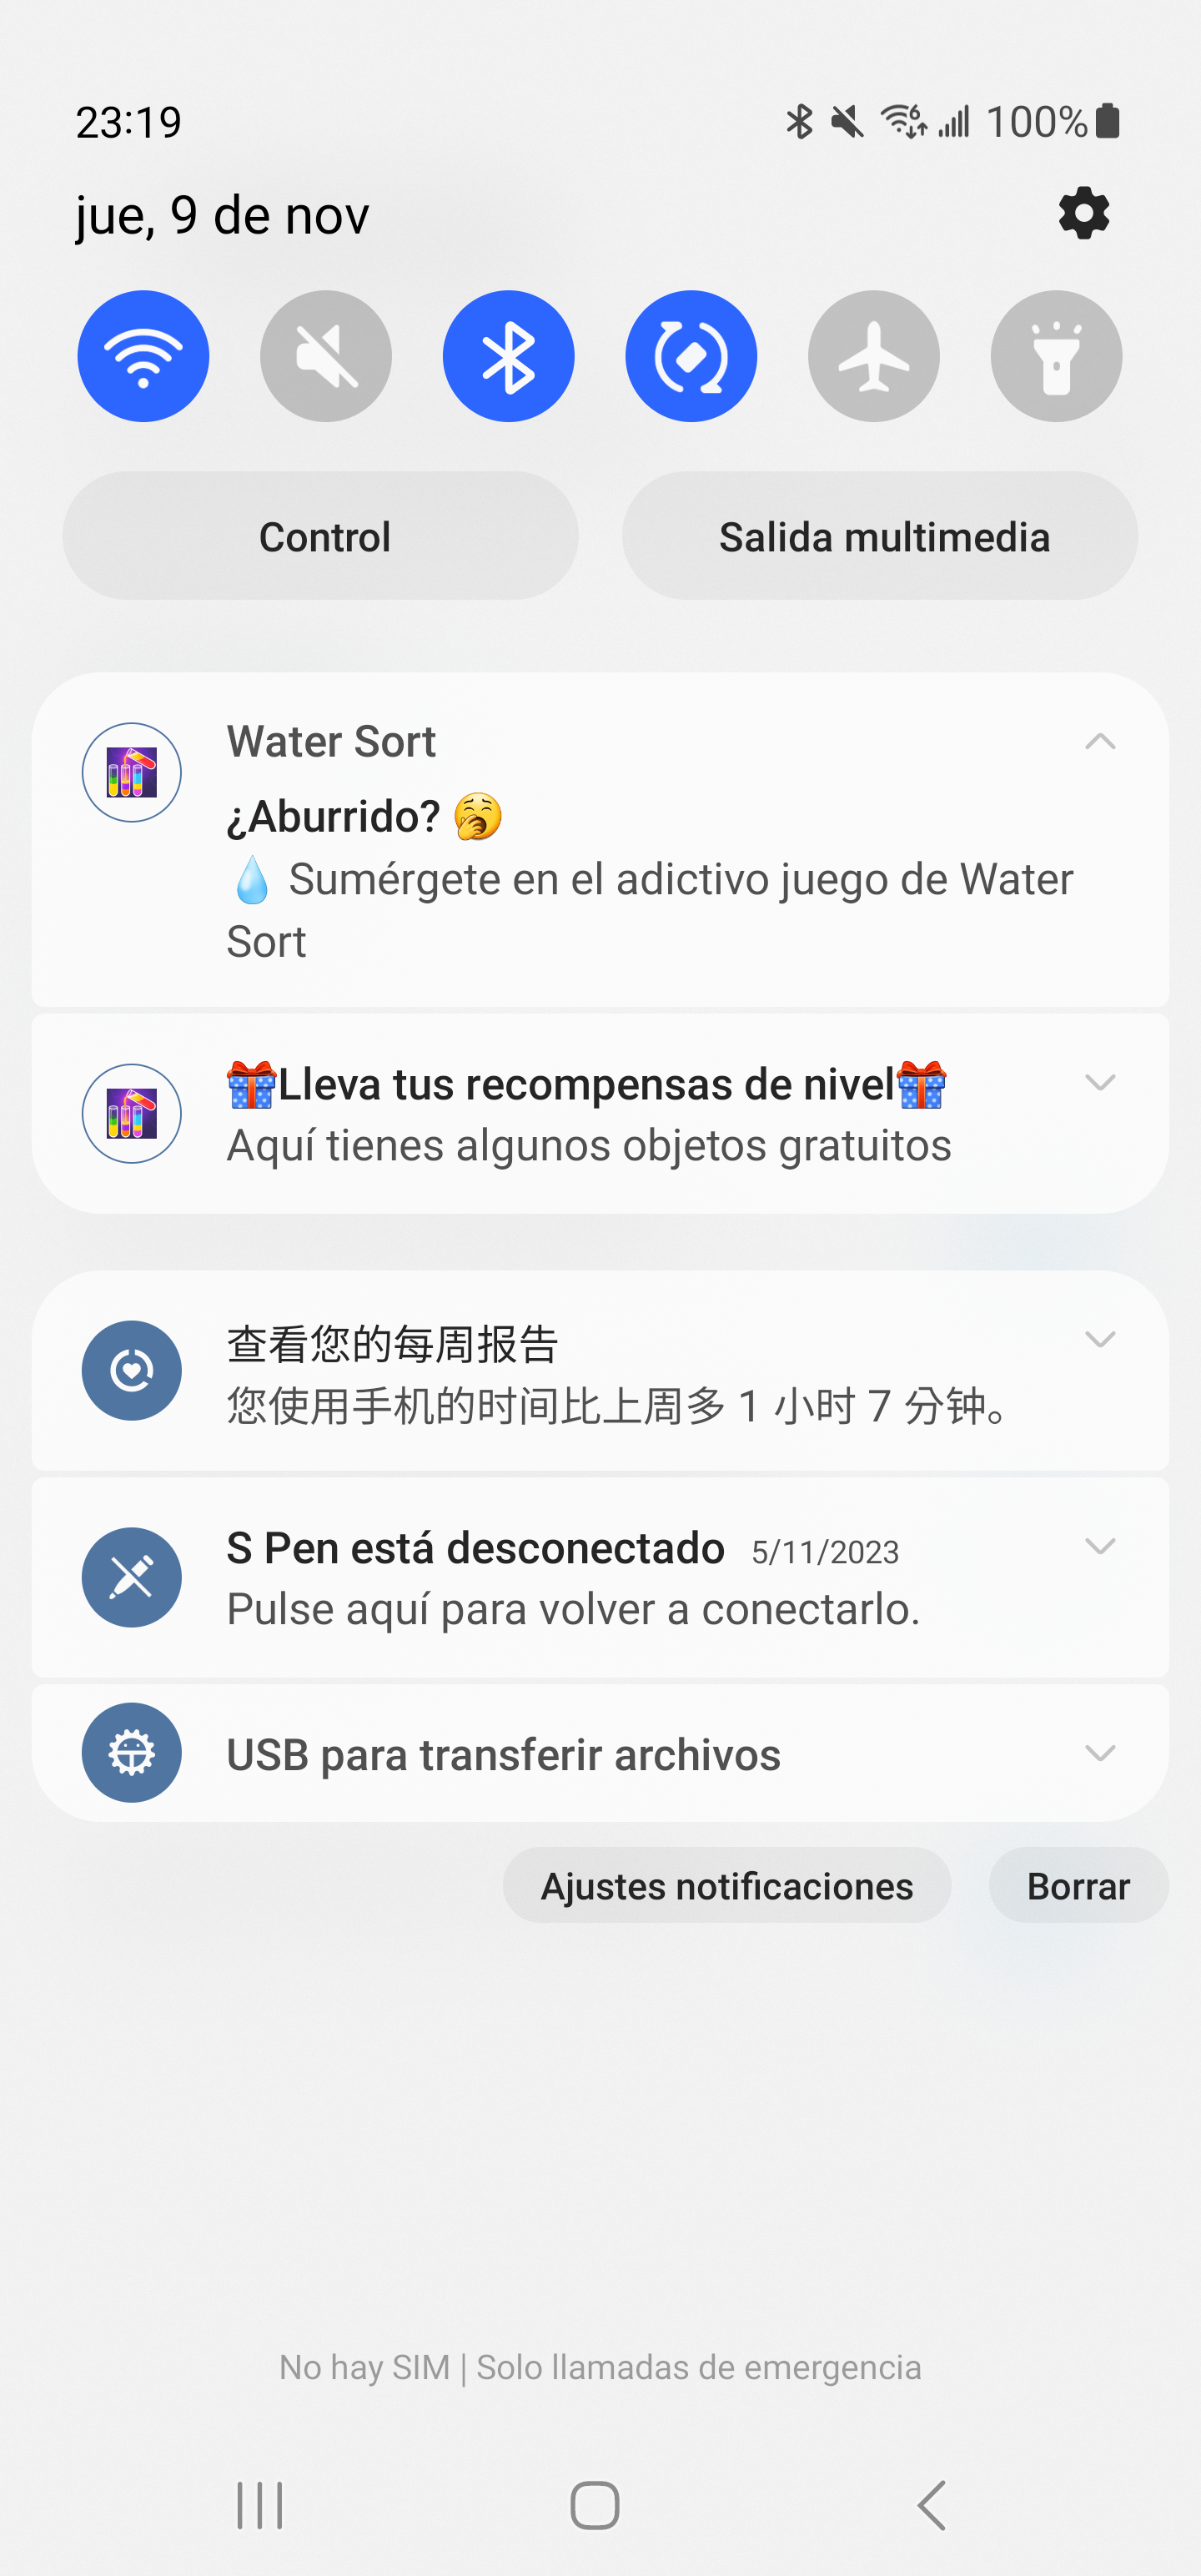 23:19
100%
jue, 9 de nov
Control
Salida multimedia
Water Sort
¿Aburrido? 🥱
💧 Sumérgete en el adictivo juego de Water
Sort
🎁Lleva tus recompensas de nivel🎁
Aquí tienes algunos objetos gratuitos
查看您的每周报告
您使用手机的时间比上周多 1 小时 7 分钟。
S Pen está desconectado 5/11/2023
Pulse aquí para volver a conectarlo.
USB para transferir archivos
Ajustes notificaciones
Borrar
No hay SIM | Solo llamadas de emergencia